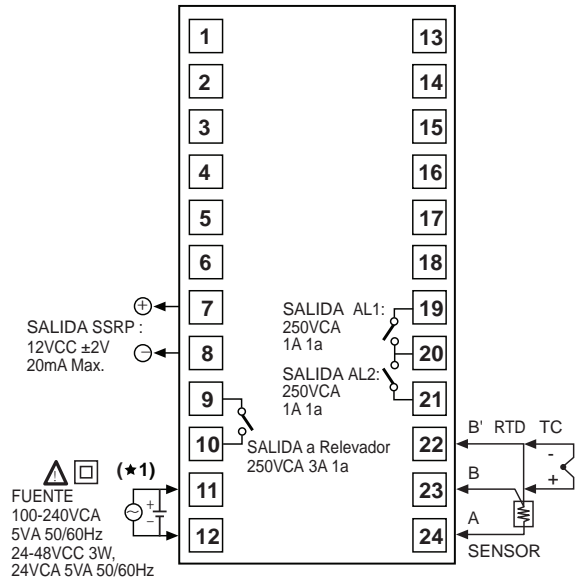 1 13
2 14
3 15
4 16
5 17
6 18
+ 7 SALIDA AL1: 19
SALIDA SSRP : 250VCA
12VCC ±2V 1A 1a
20mA Max.
- 8 20
SALIDA AL2:
250VCA
1A 1a
9 21
10 22 B' RTD TC
SALIDA a Relevador
250VCA 3A 1a
- +
(★1) 11 23 B
FUENTE
100-240VCA
5VA 50/60Hz
24-48VCC 3W,
24VCA 5VA 50/60Hz
+ -
12 24 A
SENSOR